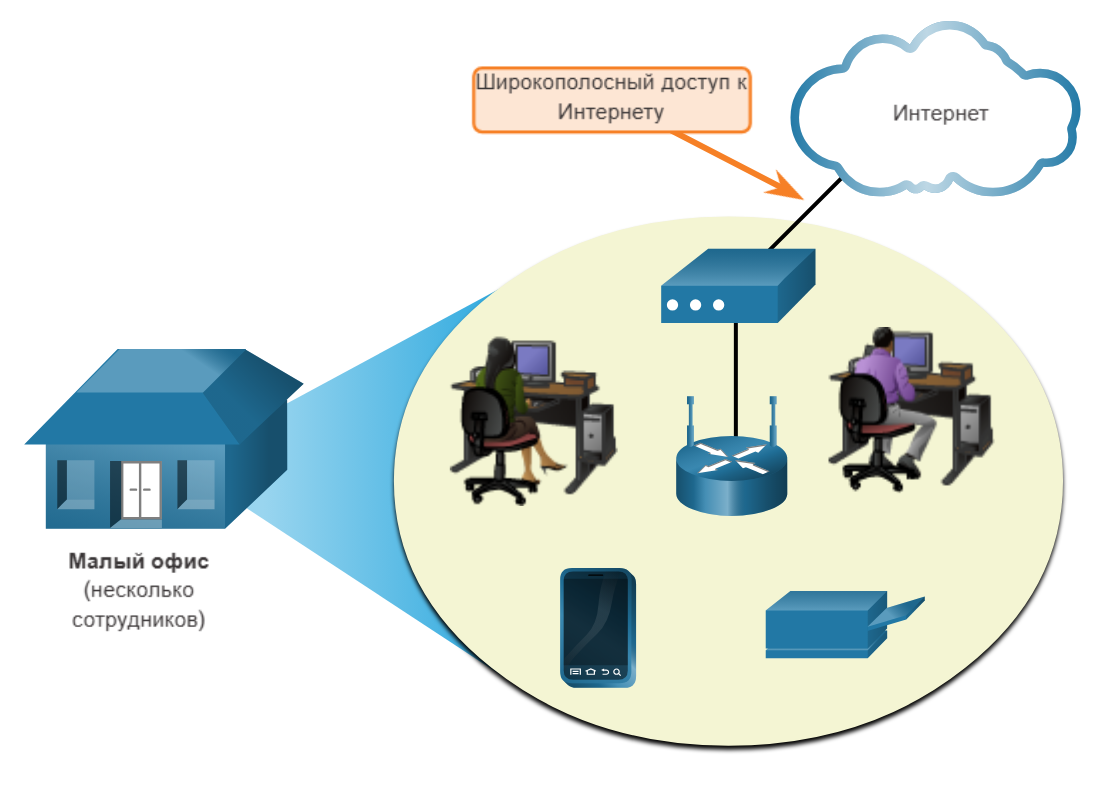 Широкополосный доступ к
Интернету
Интернет
Малый офис
(несколько
сотрудников)